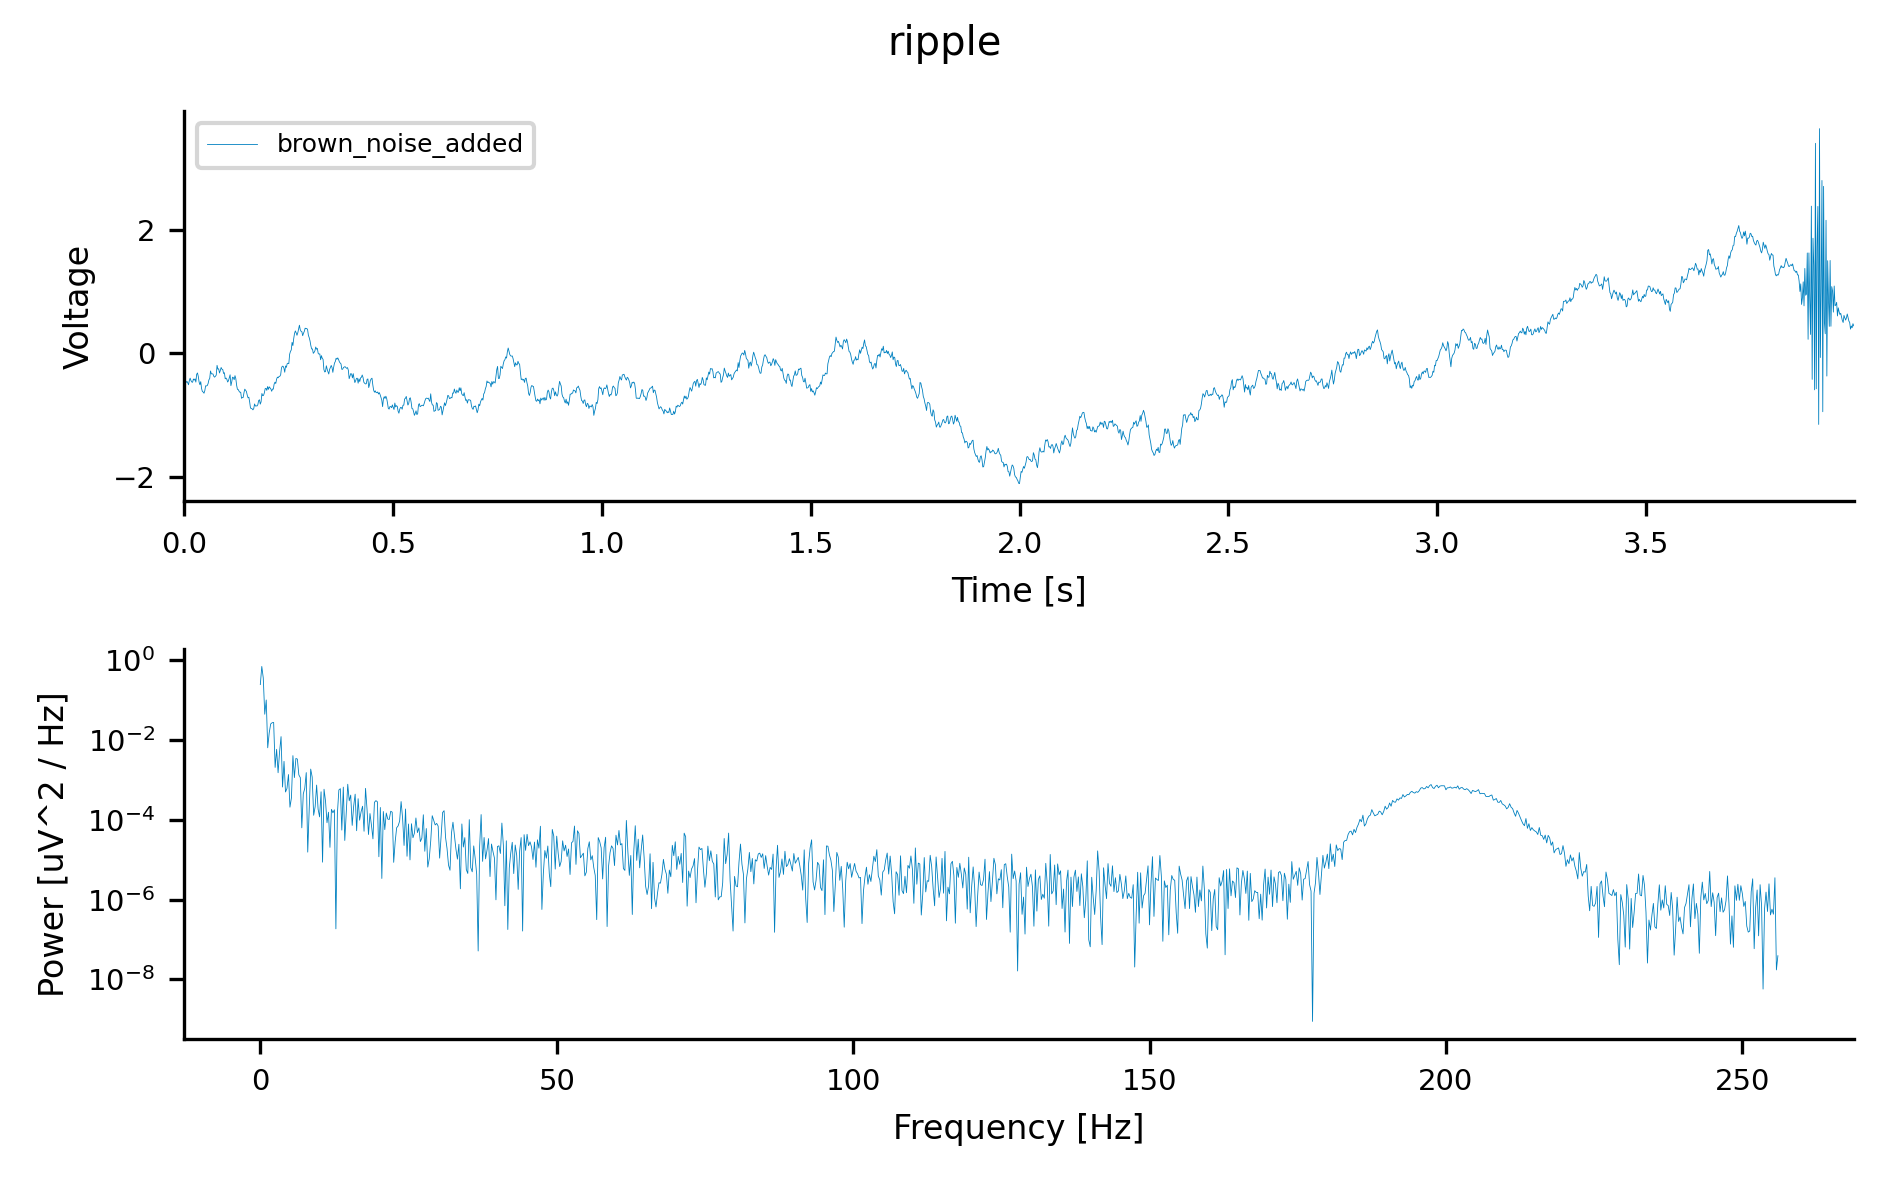 ripple
brown_noise_added
Voltage
2
0
−2
0.0 0.5 1.0 1.5 2.0 2.5 3.0 3.5
Time [s]
Power [uV^2 / Hz]
10⁰
10⁻²
10⁻⁴
10⁻⁶
10⁻⁸
0 50 100 150 200 250
Frequency [Hz]